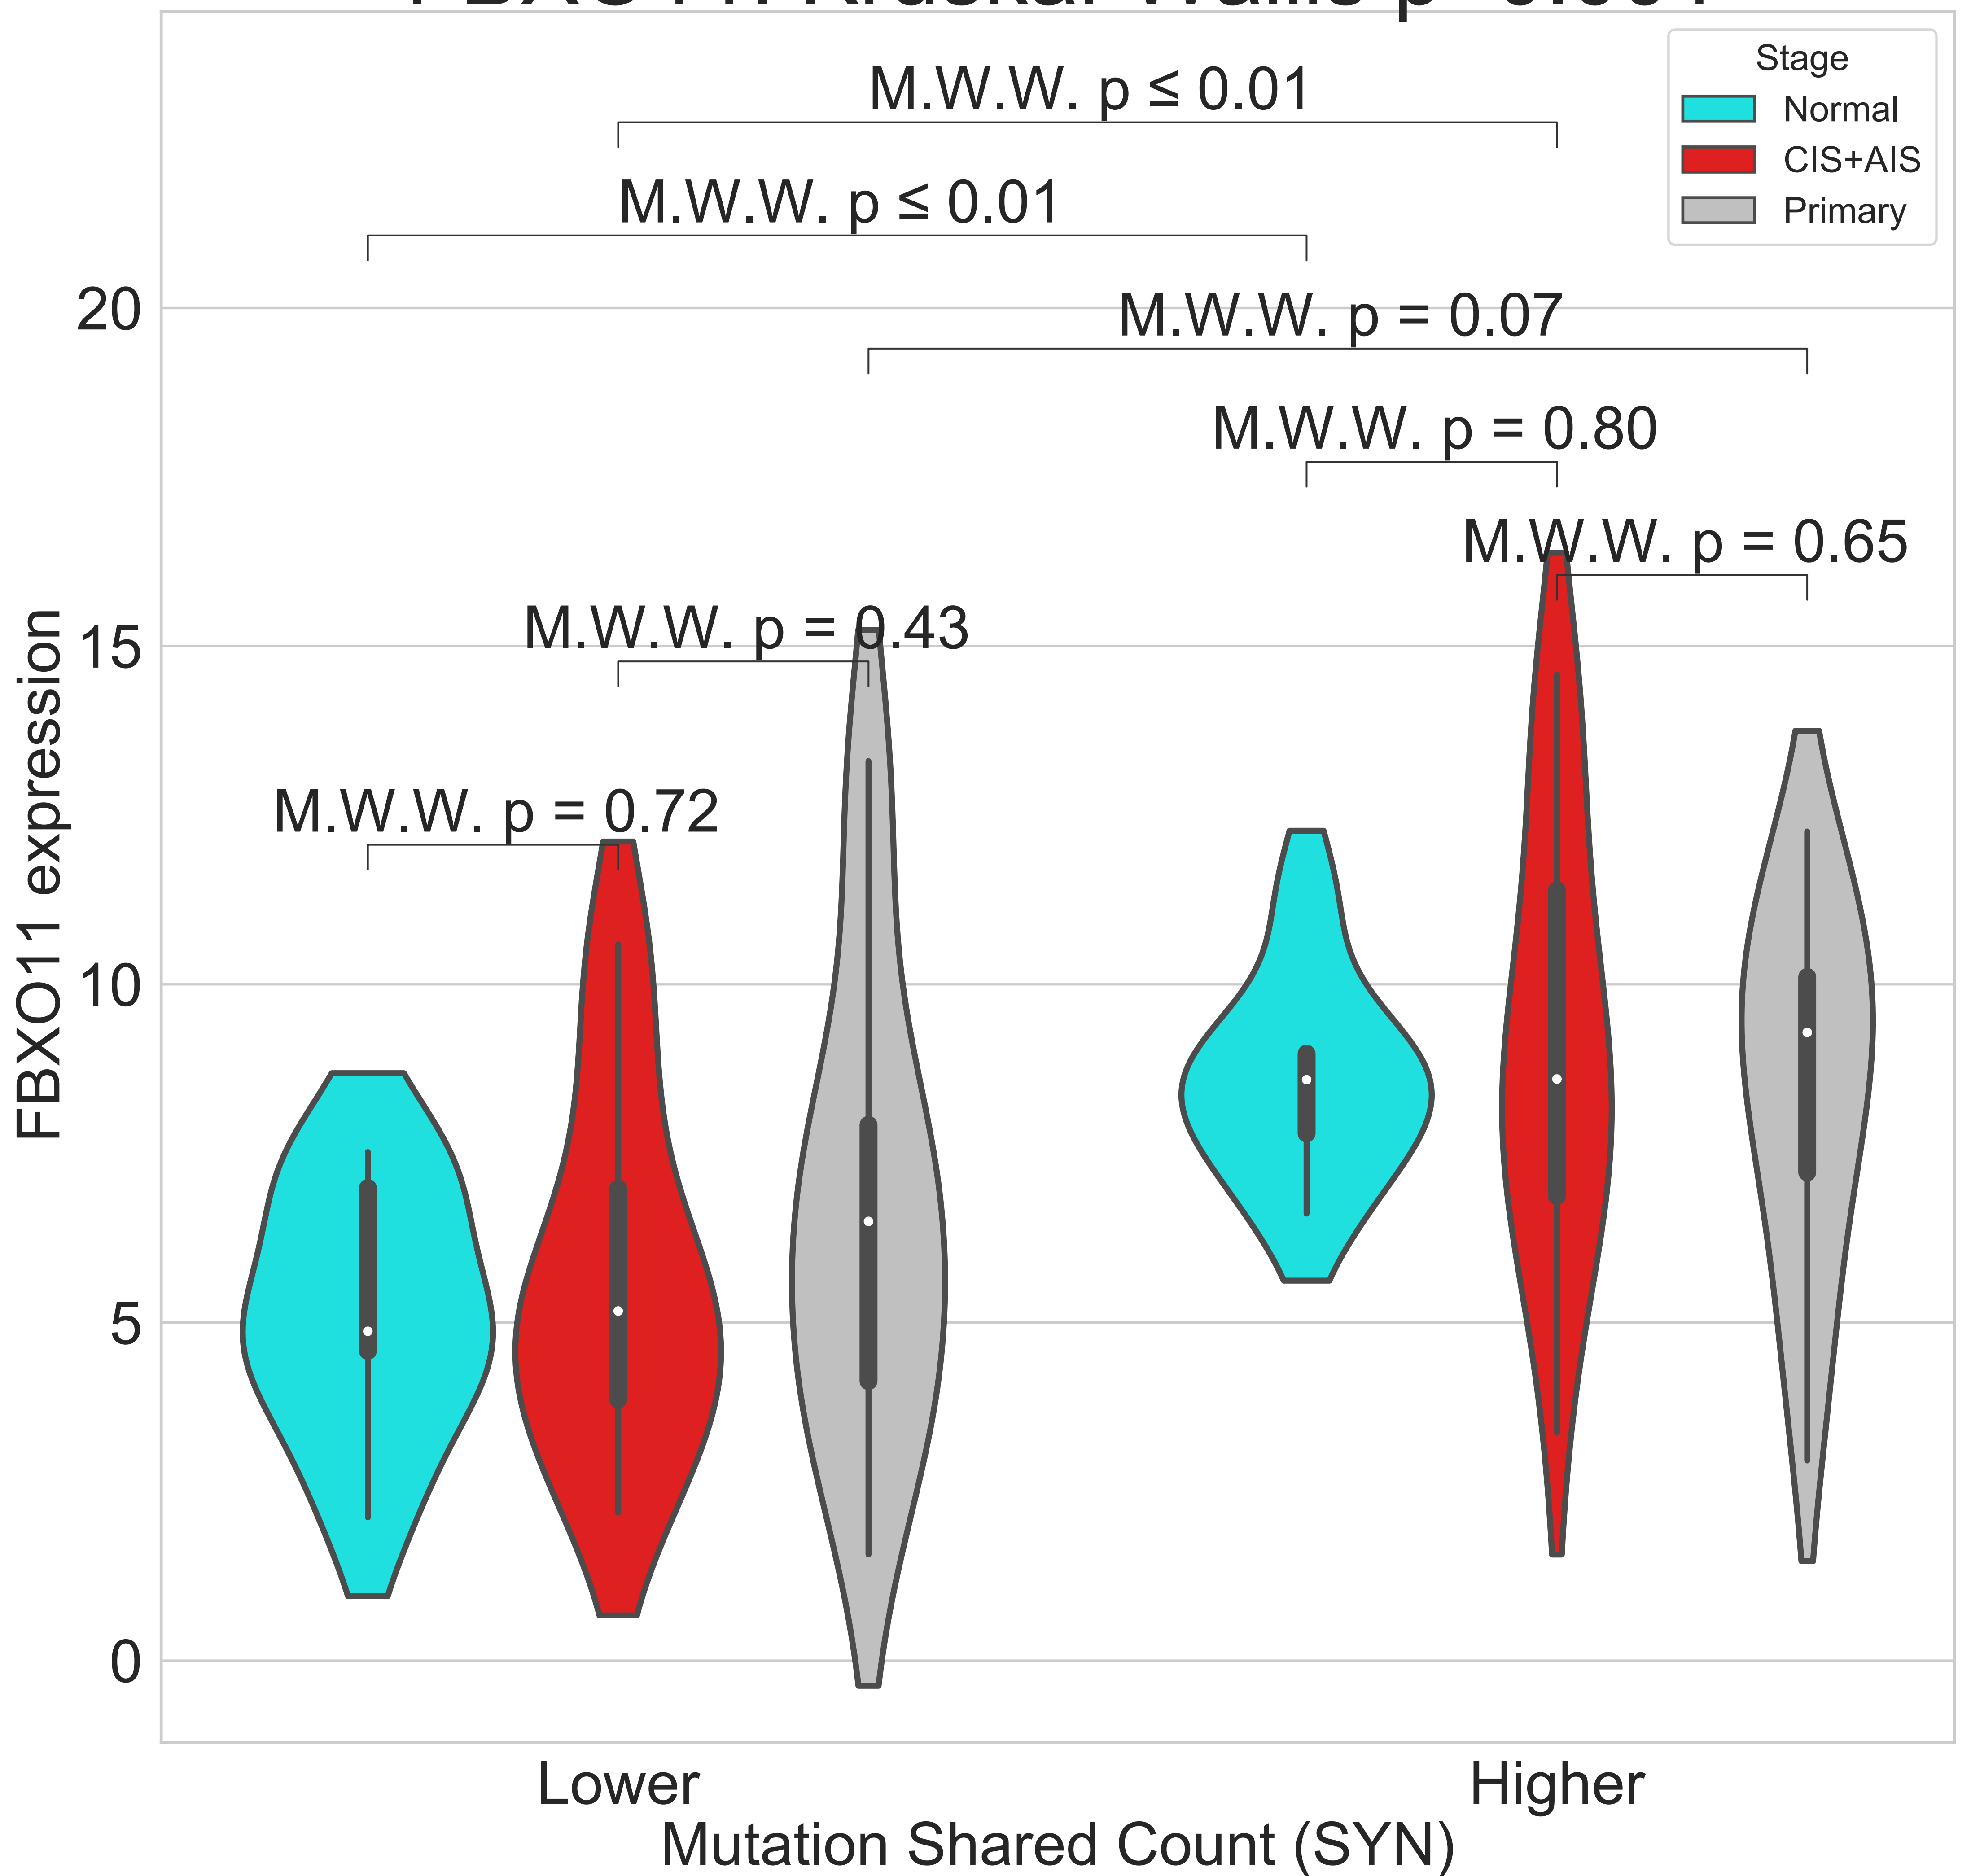 Stage
Normal
CIS+AIS
Primary
M.W.W. p ≤ 0.01
M.W.W. p ≤ 0.01
M.W.W. p = 0.07
M.W.W. p = 0.80
M.W.W. p = 0.65
M.W.W. p = 0.43
M.W.W. p = 0.72
20
15
10
5
0
FBXO11 expression
Lower
Higher
Mutation Shared Count (SYN)